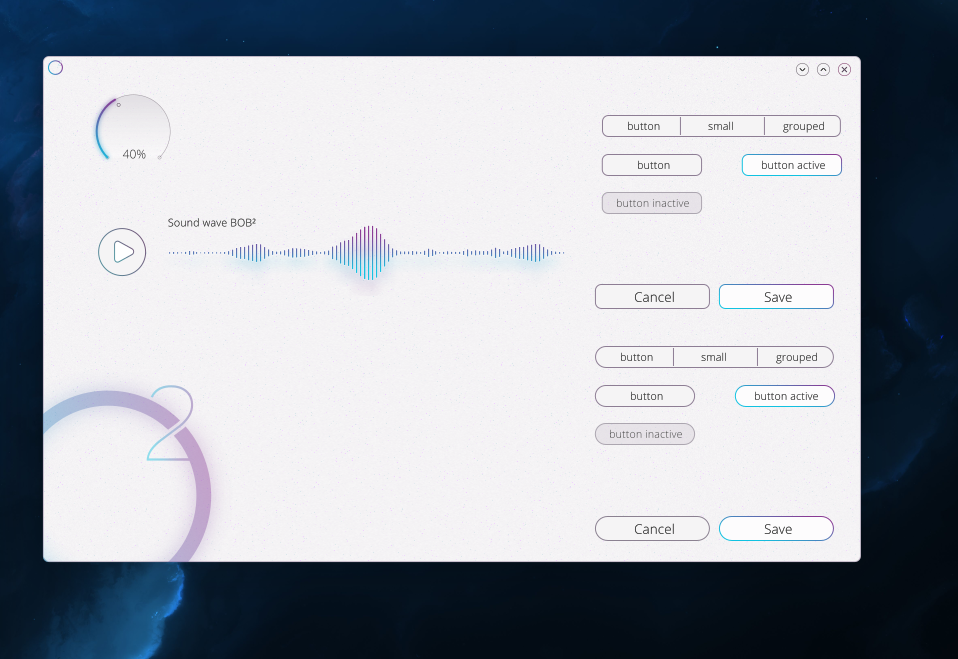 40%
Sound wave BOB²
button small grouped
button button active
button inactive
Cancel Save
button small grouped
button button active
button inactive
Cancel Save
2